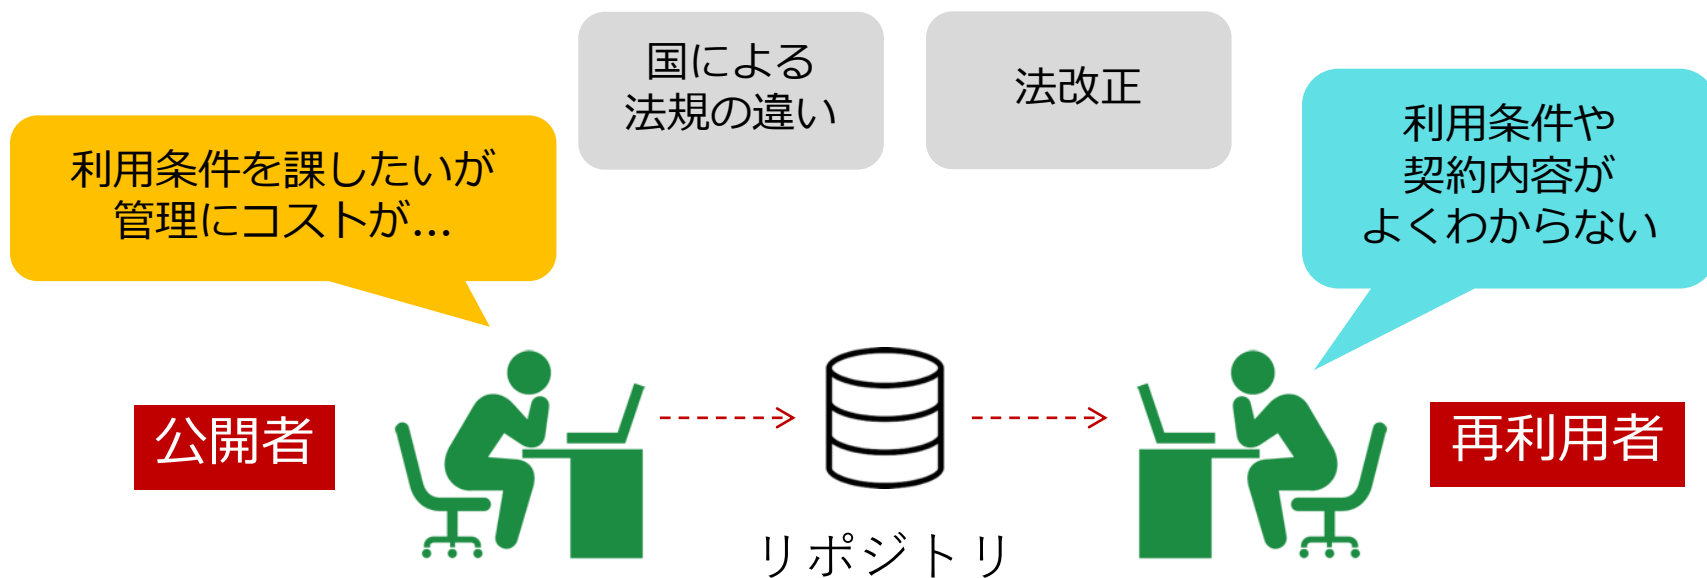 国による
法規の違い
法改正
利用条件を課したいが
管理にコストが...
利用条件や
契約内容が
よくわからない
公開者
リポジトリ
再利用者